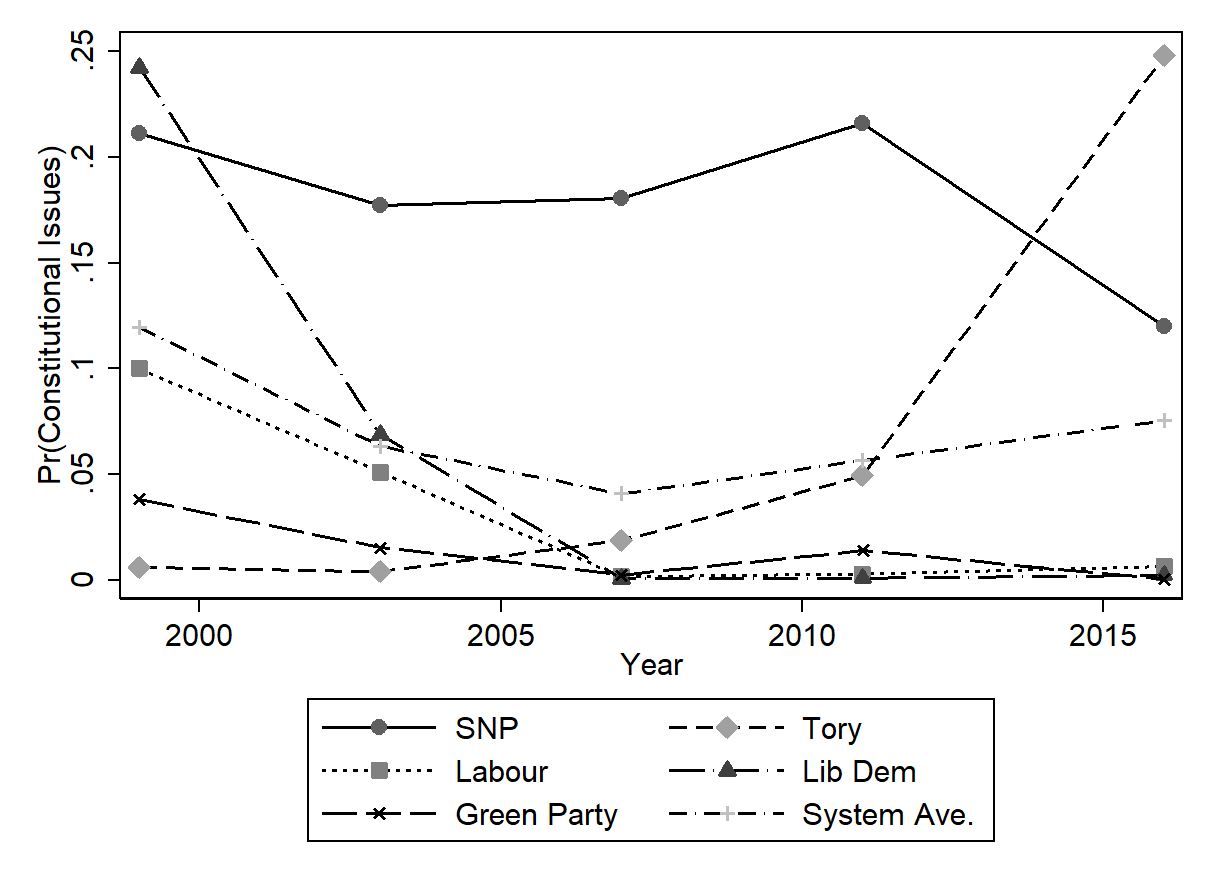 Pr(Constitutional Issues)
.25
.2
.15
.1
.05
0
2000 2005 2010 2015
Year
SNP Tory
Labour Lib Dem
Green Party System Ave.